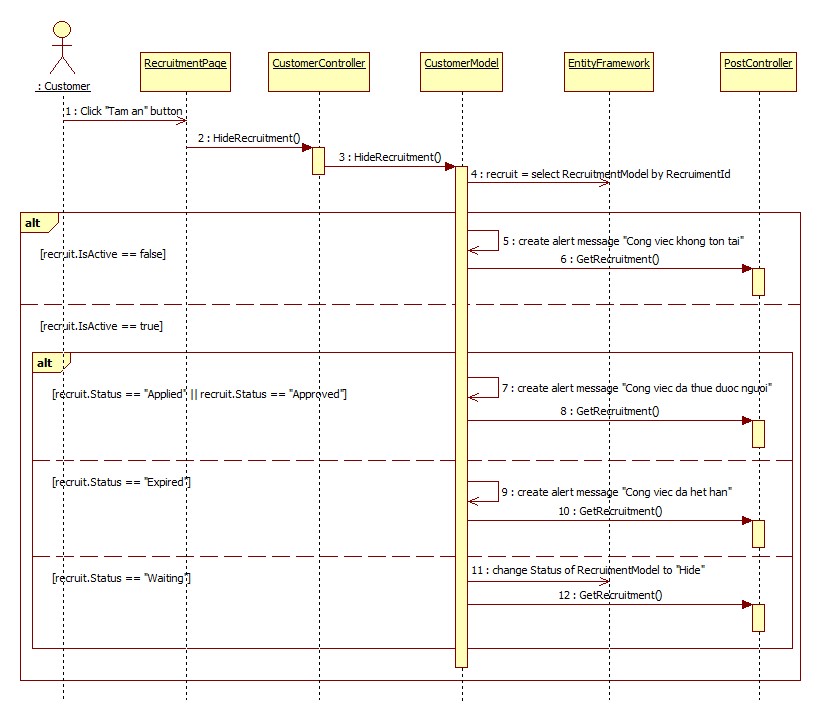 : Customer
RecruitmentPage
CustomerController
CustomerModel
EntityFramework
PostController
1 : Click "Tam an" button
2 : HideRecruitment()
3 : HideRecruitment()
4 : recruit = select RecruitmentModel by RecruimentId
alt
[recruit.IsActive == false]
5 : create alert message "Cong viec khong ton tai"
6 : GetRecruitment()
[recruit.IsActive == true]
alt
[recruit.Status == "Applied" || recruit.Status == "Approved"]
7 : create alert message "Cong viec da thue duoc nguoi"
8 : GetRecruitment()
[recruit.Status == "Expired"]
9 : create alert message "Cong viec da het han"
10 : GetRecruitment()
[recruit.Status == "Waiting"]
11 : change Status of RecruimentModel to "Hide"
12 : GetRecruitment()